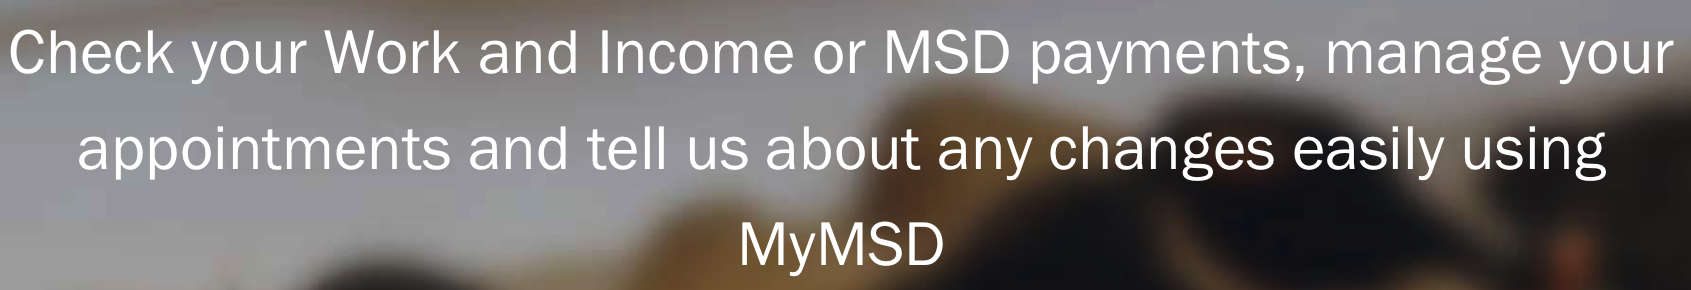 Check your Work and Income or MSD payments, manage your
appointments and tell us about any changes easily using
MyMSD